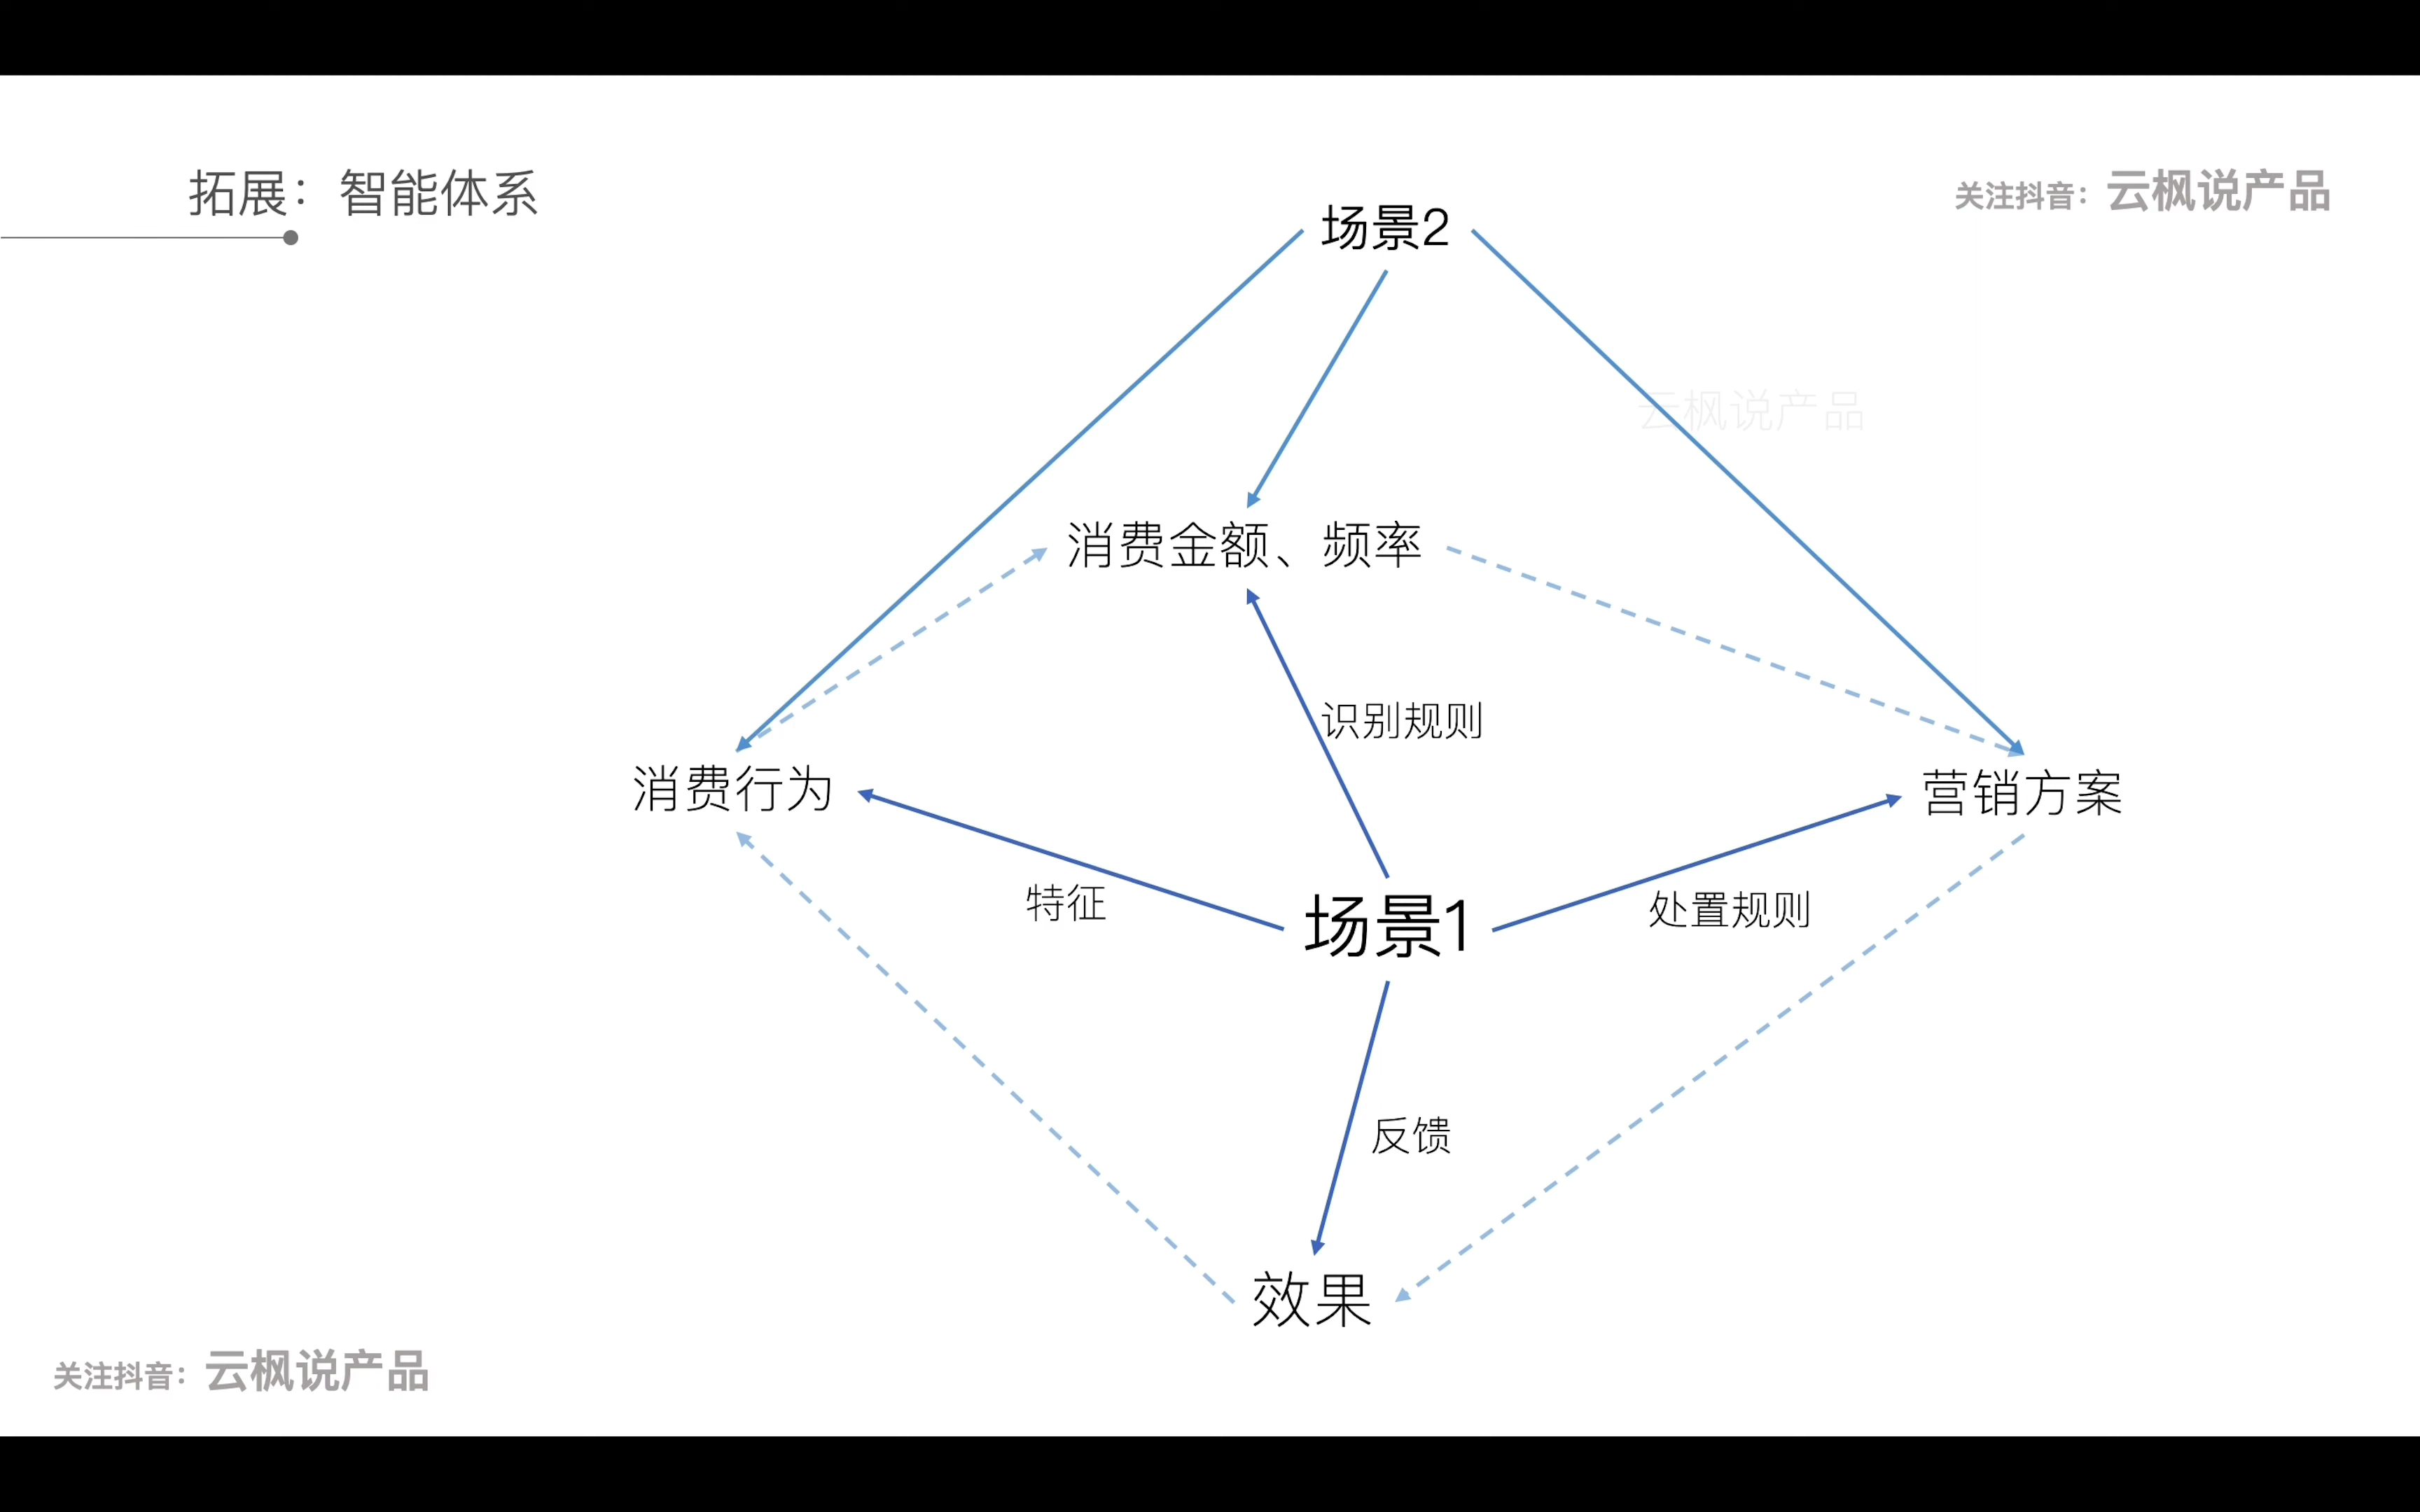 拓展：智能体系
关注抖音：云枫说产品
场景2
云枫说产品
消费金额、频率
识别规则
消费行为
营销方案
特征
场景1
处置规则
反馈
效果
关注抖音：云枫说产品